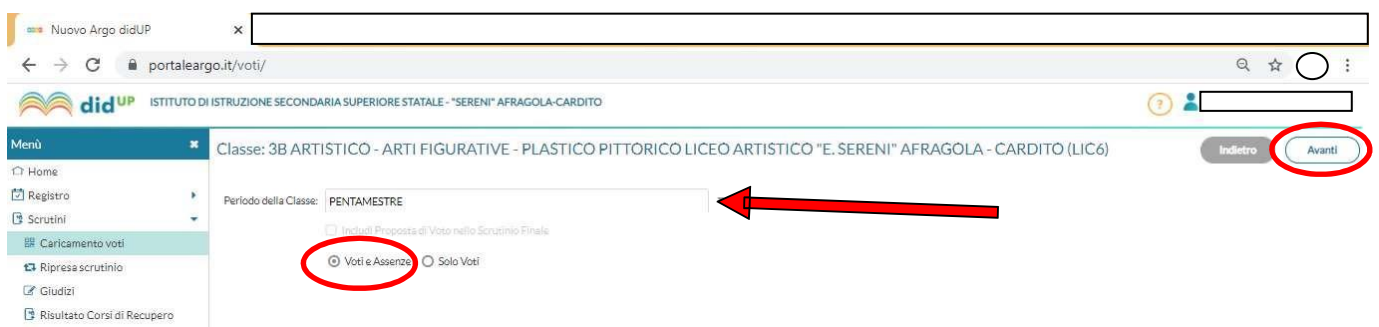 Nuovo Argo didUP
portaleargo.it/voti/
didUP ISTITUTO DI ISTRUZIONE SECONDARIA SUPERIORE STATALE - "SERENI" AFRAGOLA-CARDITO ?
Menù
Classe: 3B ARTISTICO - ARTI FIGURATIVE - PLASTICO PITTORICO LICEO ARTISTICO "E. SERENI" AFRAGOLA - CARDITO (LIC6) Indietro Avanti
Home
Registro
Periodo della Classe: PENTAMESTRE
Scrutini
Includi Proposta di Voto nello Scrutinio Finale
Caricamento voti
Voti e Assenze Solo Voti
Ripresa scrutinio
Giudizi
Risultato Corsi di Recupero